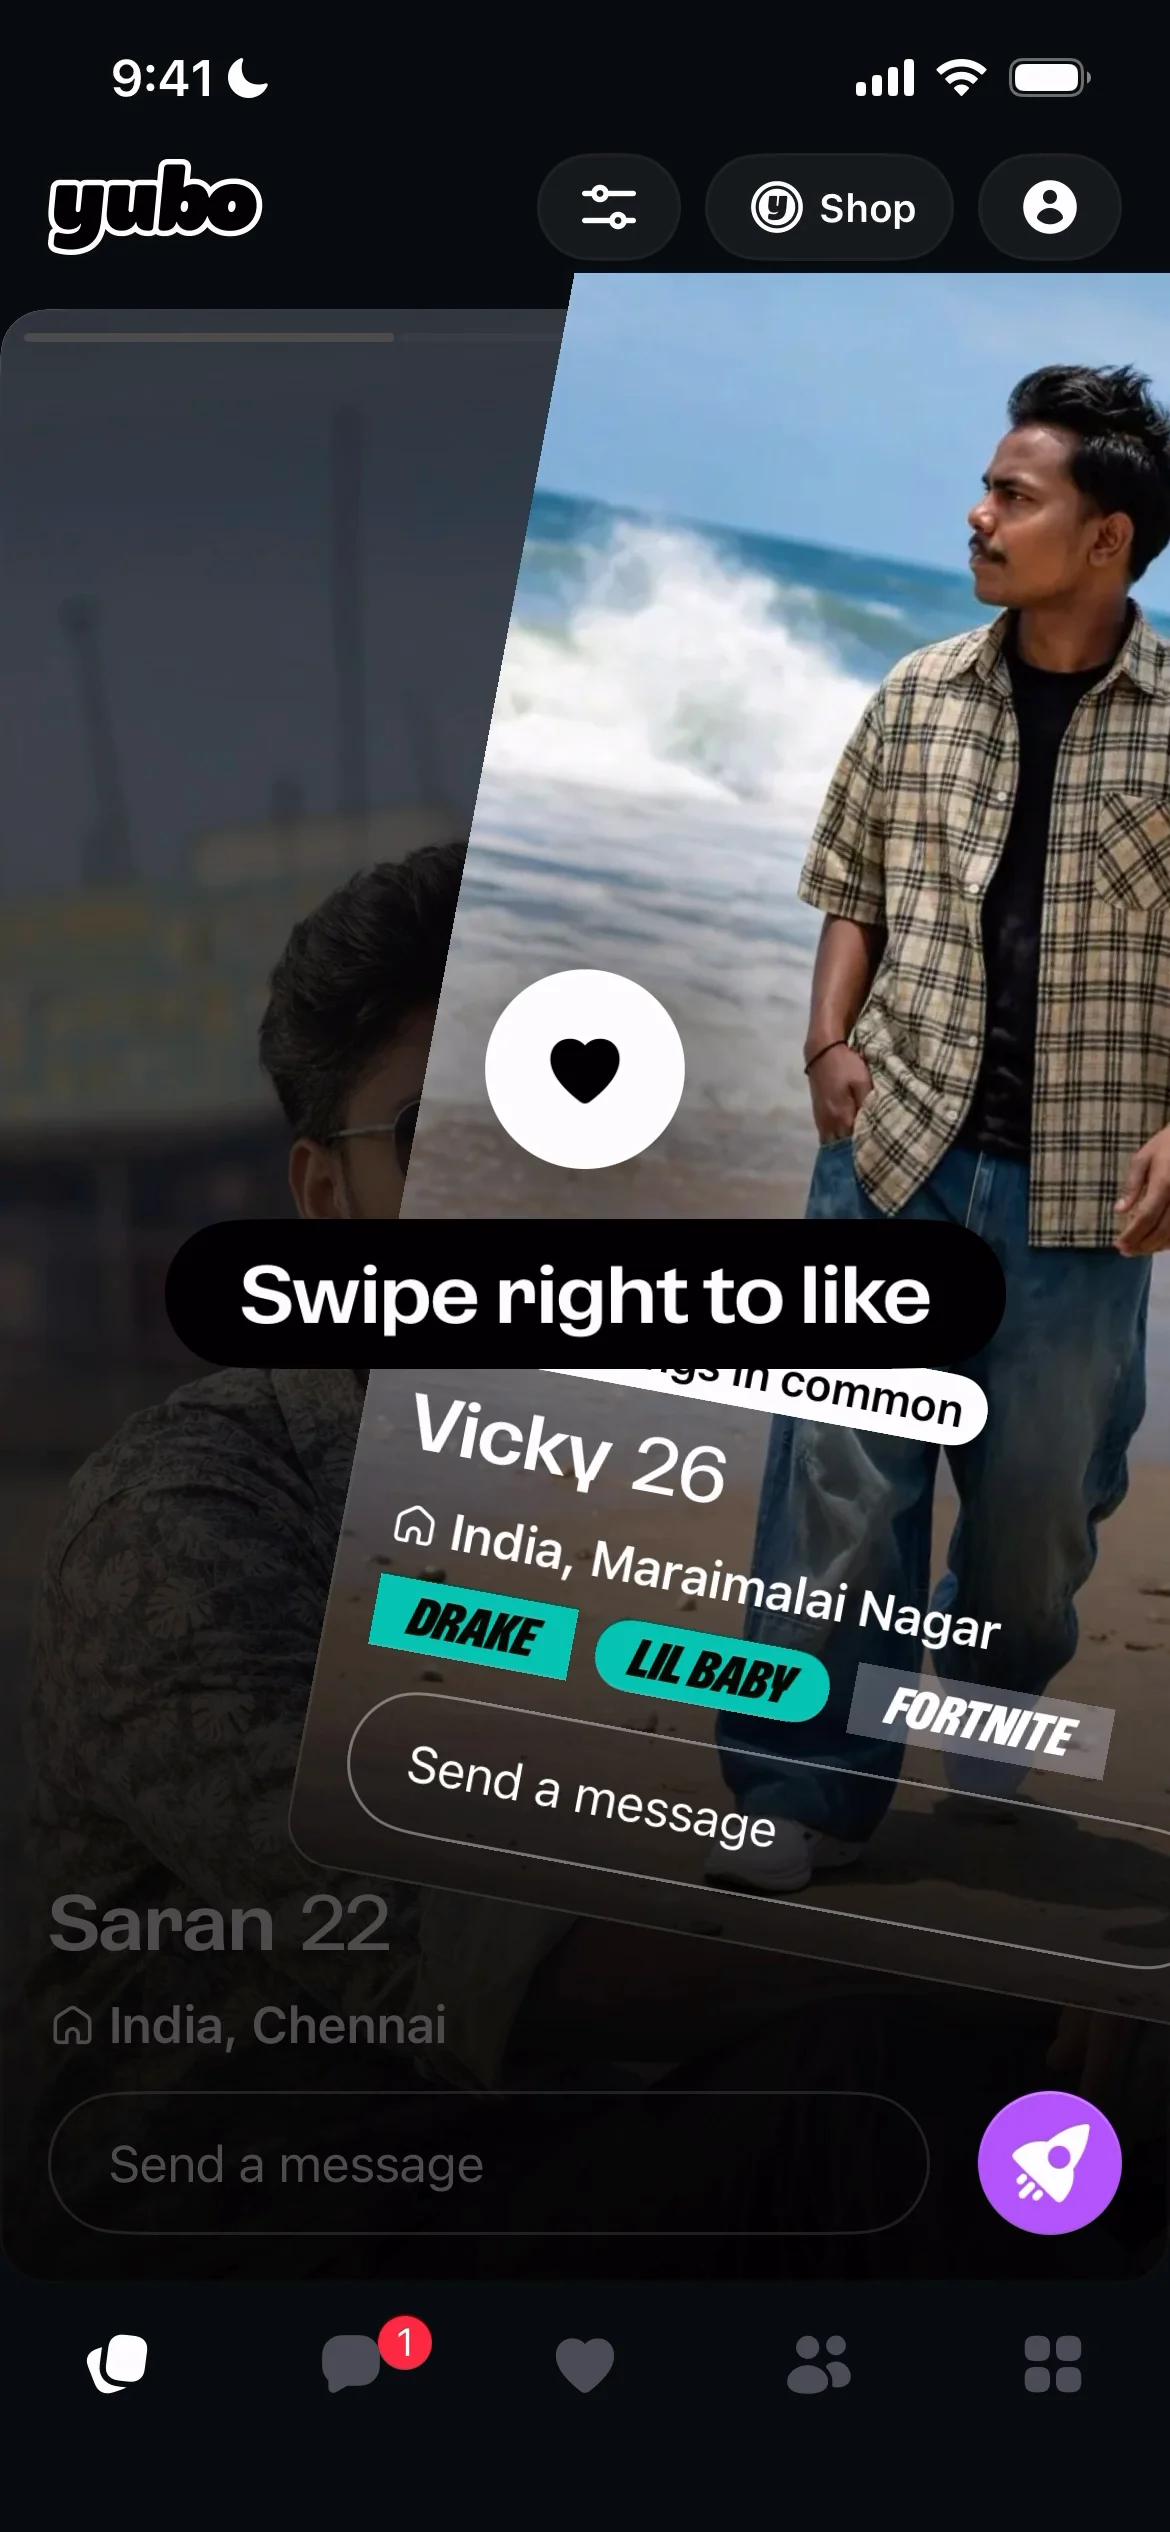 9:41
yubo
Shop
Swipe right to like
in common
Vicky 26
India, Maraimalai Nagar
DRAKE LIL BABY FORTNITE
Send a message
Saran 22
India, Chennai
Send a message
1